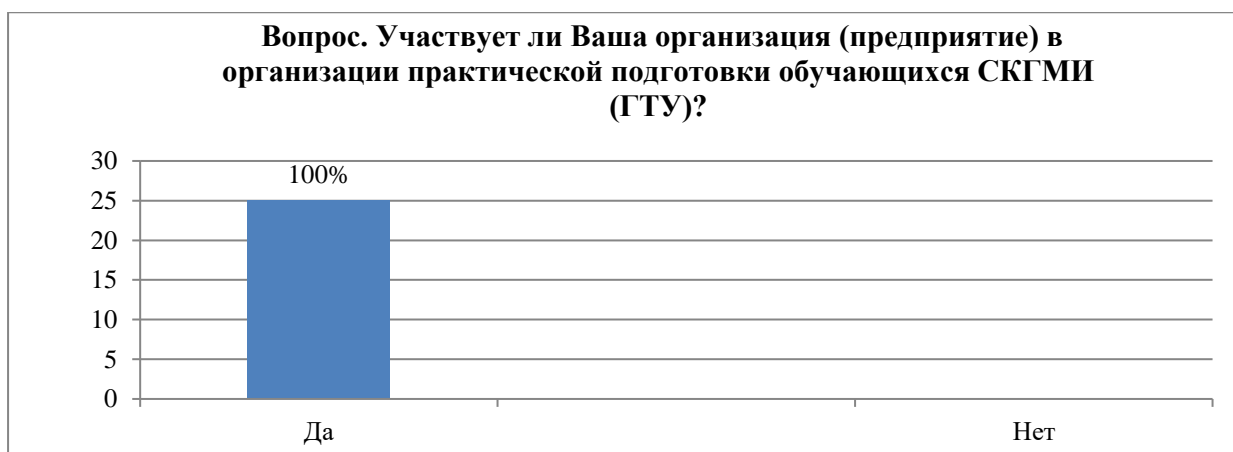 Вопрос. Участвует ли Ваша организация (предприятие) в
организации практической подготовки обучающихся СКГМИ
(ГТУ)?
30
100%
25
20
15
10
5
0
Да
Нет